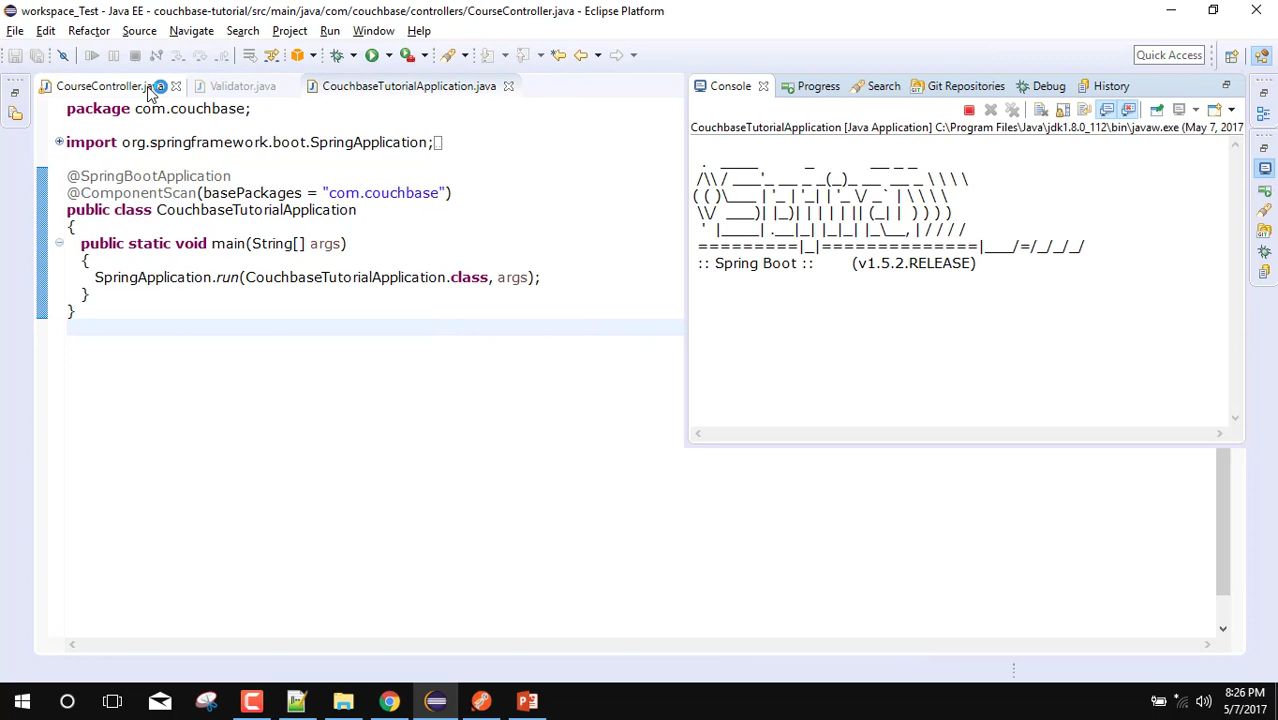 workspace_Test - Java EE - couchbase-tutorial/src/main/java/com/couchbase/controllers/CourseController.java - Eclipse Platform
File Edit Refactor Source Navigate Search Project Run Window Help
Quick Access
CourseController.java Validator.java CouchbaseTutorialApplication.java
Console Progress Search Git Repositories Debug History
package com.couchbase;
import org.springframework.boot.SpringApplication;
@SpringBootApplication
@ComponentScan(basePackages = "com.couchbase")
public class CouchbaseTutorialApplication
{
public static void main(String[] args)
{
SpringApplication.run(CouchbaseTutorialApplication.class, args);
}
}
CouchbaseTutorialApplication [Java Application] C:\Program Files\Java\jdk1.8.0_112\bin\javaw.exe (May 7, 2017
:: Spring Boot :: (v1.5.2.RELEASE)
8:26 PM
5/7/2017